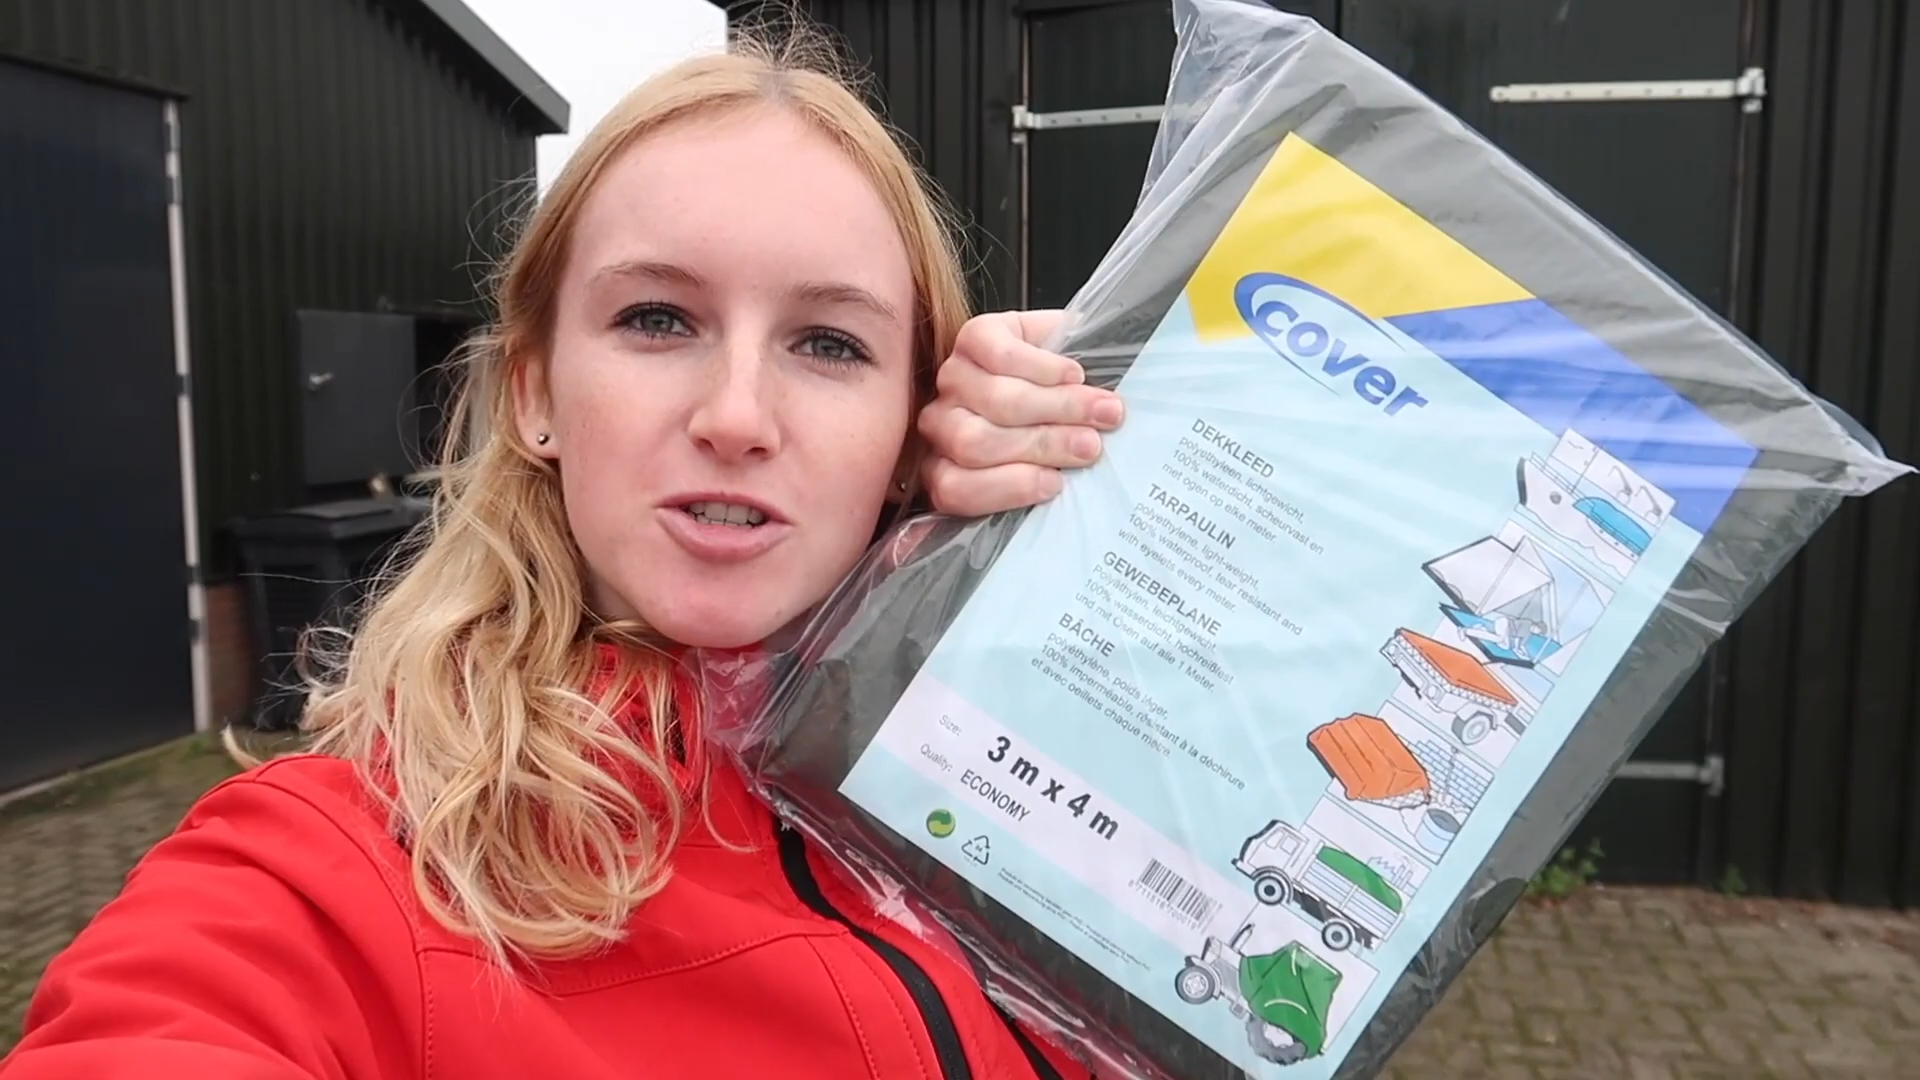 cover
DEKKLEED
polyethyleen, lichtgewicht,
100% waterdicht, scheurvast en
met ogen op elke meter.
TARPAULIN
polyethylene, light-weight,
100% waterproof, tear resistant and
with eyelets every meter.
GEWEBEPLANE
Polyäthylen, leichtgewicht,
100% wasserdicht, hochreißfest
und mit Ösen auf alle 1 Meter.
BÂCHE
polyéthylène, poids léger,
100% imperméable, résistant à la déchirure
et avec oeillets chaque mètre.
Size: 3 m x 4 m
Quality: ECONOMY